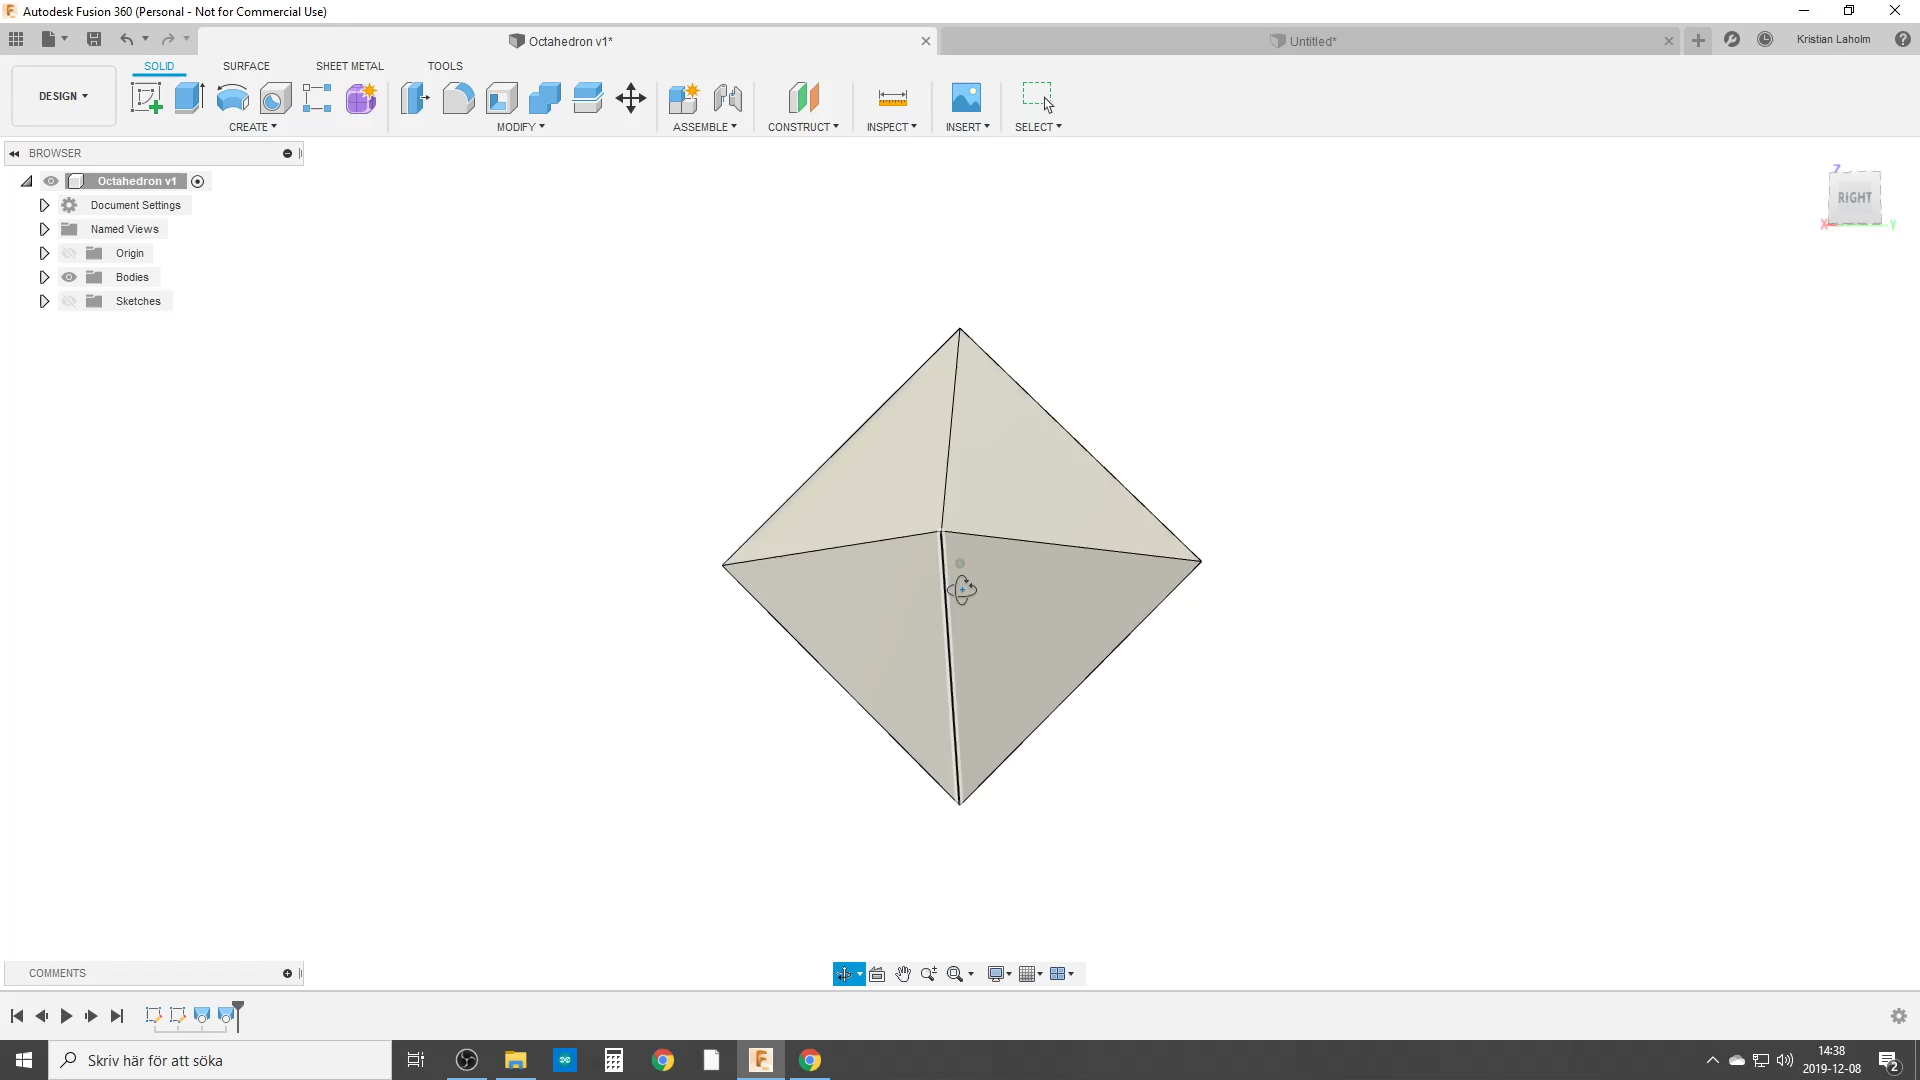 Autodesk Fusion 360 (Personal - Not for Commercial Use)
Octahedron v1*
Untitled*
Kristian Laholm
SOLID
SURFACE
SHEET METAL
TOOLS
DESIGN
CREATE
MODIFY
ASSEMBLE
CONSTRUCT
INSPECT
INSERT
SELECT
BROWSER
Octahedron v1
Document Settings
Named Views
Origin
Bodies
Sketches
Z
RIGHT
X
Y
COMMENTS
Skriv här för att söka
14:38
2019-12-08
2